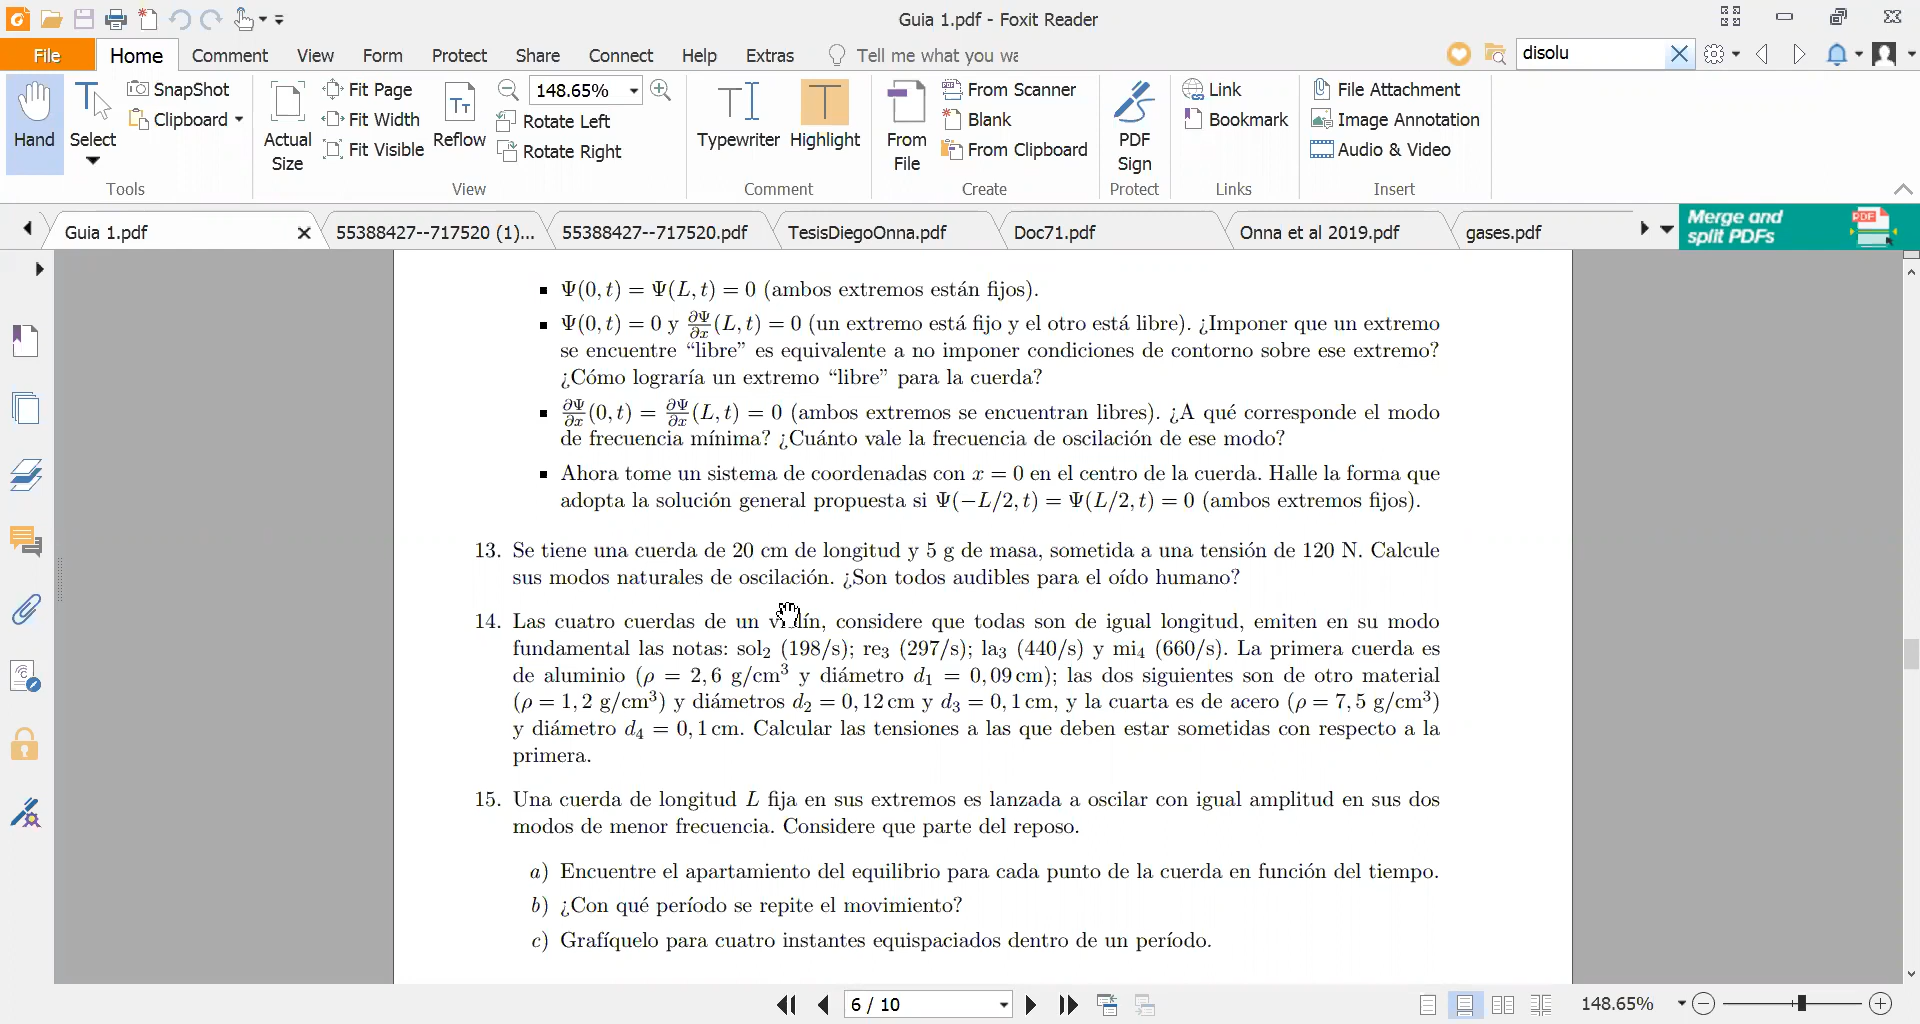 Guia 1.pdf - Foxit Reader
File Home Comment View Form Protect Share Connect Help Extras Tell me what you wa disolu
Hand
Select
SnapShot
Clipboard
Tools
Actual Size
Fit Page
Fit Width
Fit Visible
Reflow
148.65%
Rotate Left
Rotate Right
View
Typewriter
Highlight
Comment
From File
From Scanner
Blank
From Clipboard
Create
PDF Sign
Protect
Link
Bookmark
Links
File Attachment
Image Annotation
Audio & Video
Insert
Guia 1.pdf 55388427--717520 (1)... 55388427--717520.pdf TesisDiegoOnna.pdf Doc71.pdf Onna et al 2019.pdf gases.pdf
Merge and
split PDFs
PDF
▪ Ψ(0, t) = Ψ(L, t) = 0 (ambos extremos están fijos).
▪ Ψ(0, t) = 0 y ∂Ψ/∂x (L, t) = 0 (un extremo está fijo y el otro está libre). ¿Imponer que un extremo
se encuentre “libre” es equivalente a no imponer condiciones de contorno sobre ese extremo?
¿Cómo lograría un extremo “libre” para la cuerda?
▪ ∂Ψ/∂x (0, t) = ∂Ψ/∂x (L, t) = 0 (ambos extremos se encuentran libres). ¿A qué corresponde el modo
de frecuencia mínima? ¿Cuánto vale la frecuencia de oscilación de ese modo?
▪ Ahora tome un sistema de coordenadas con x = 0 en el centro de la cuerda. Halle la forma que
adopta la solución general propuesta si Ψ(−L/2, t) = Ψ(L/2, t) = 0 (ambos extremos fijos).
13. Se tiene una cuerda de 20 cm de longitud y 5 g de masa, sometida a una tensión de 120 N. Calcule
sus modos naturales de oscilación. ¿Son todos audibles para el oído humano?
14. Las cuatro cuerdas de un violín, considere que todas son de igual longitud, emiten en su modo
fundamental las notas: sol₂ (198/s); re₃ (297/s); la₃ (440/s) y mi₄ (660/s). La primera cuerda es
de aluminio (ρ = 2,6 g/cm³ y diámetro d₁ = 0,09 cm); las dos siguientes son de otro material
(ρ = 1,2 g/cm³) y diámetros d₂ = 0,12 cm y d₃ = 0,1 cm, y la cuarta es de acero (ρ = 7,5 g/cm³)
y diámetro d₄ = 0,1 cm. Calcular las tensiones a las que deben estar sometidas con respecto a la
primera.
15. Una cuerda de longitud L fija en sus extremos es lanzada a oscilar con igual amplitud en sus dos
modos de menor frecuencia. Considere que parte del reposo.
a) Encuentre el apartamiento del equilibrio para cada punto de la cuerda en función del tiempo.
b) ¿Con qué período se repite el movimiento?
c) Grafíquelo para cuatro instantes equispaciados dentro de un período.
6 / 10
148.65%